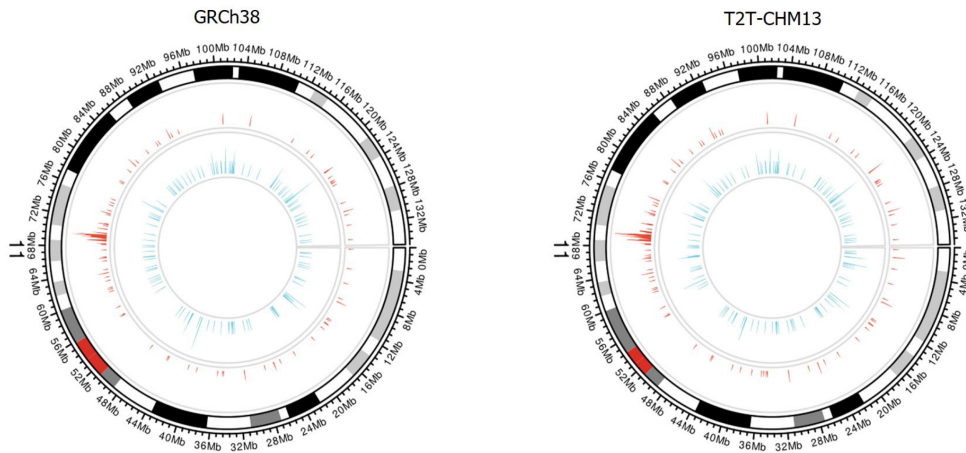 GRCh38
T2T-CHM13
0Mb
4Mb
8Mb
12Mb
16Mb
20Mb
24Mb
28Mb
32Mb
36Mb
40Mb
44Mb
48Mb
52Mb
56Mb
60Mb
64Mb
68Mb
72Mb
76Mb
80Mb
84Mb
88Mb
92Mb
96Mb
100Mb
104Mb
108Mb
112Mb
116Mb
120Mb
124Mb
128Mb
132Mb
11
0Mb
4Mb
8Mb
12Mb
16Mb
20Mb
24Mb
28Mb
32Mb
36Mb
40Mb
44Mb
48Mb
52Mb
56Mb
60Mb
64Mb
68Mb
72Mb
76Mb
80Mb
84Mb
88Mb
92Mb
96Mb
100Mb
104Mb
108Mb
112Mb
116Mb
120Mb
124Mb
128Mb
132Mb
11